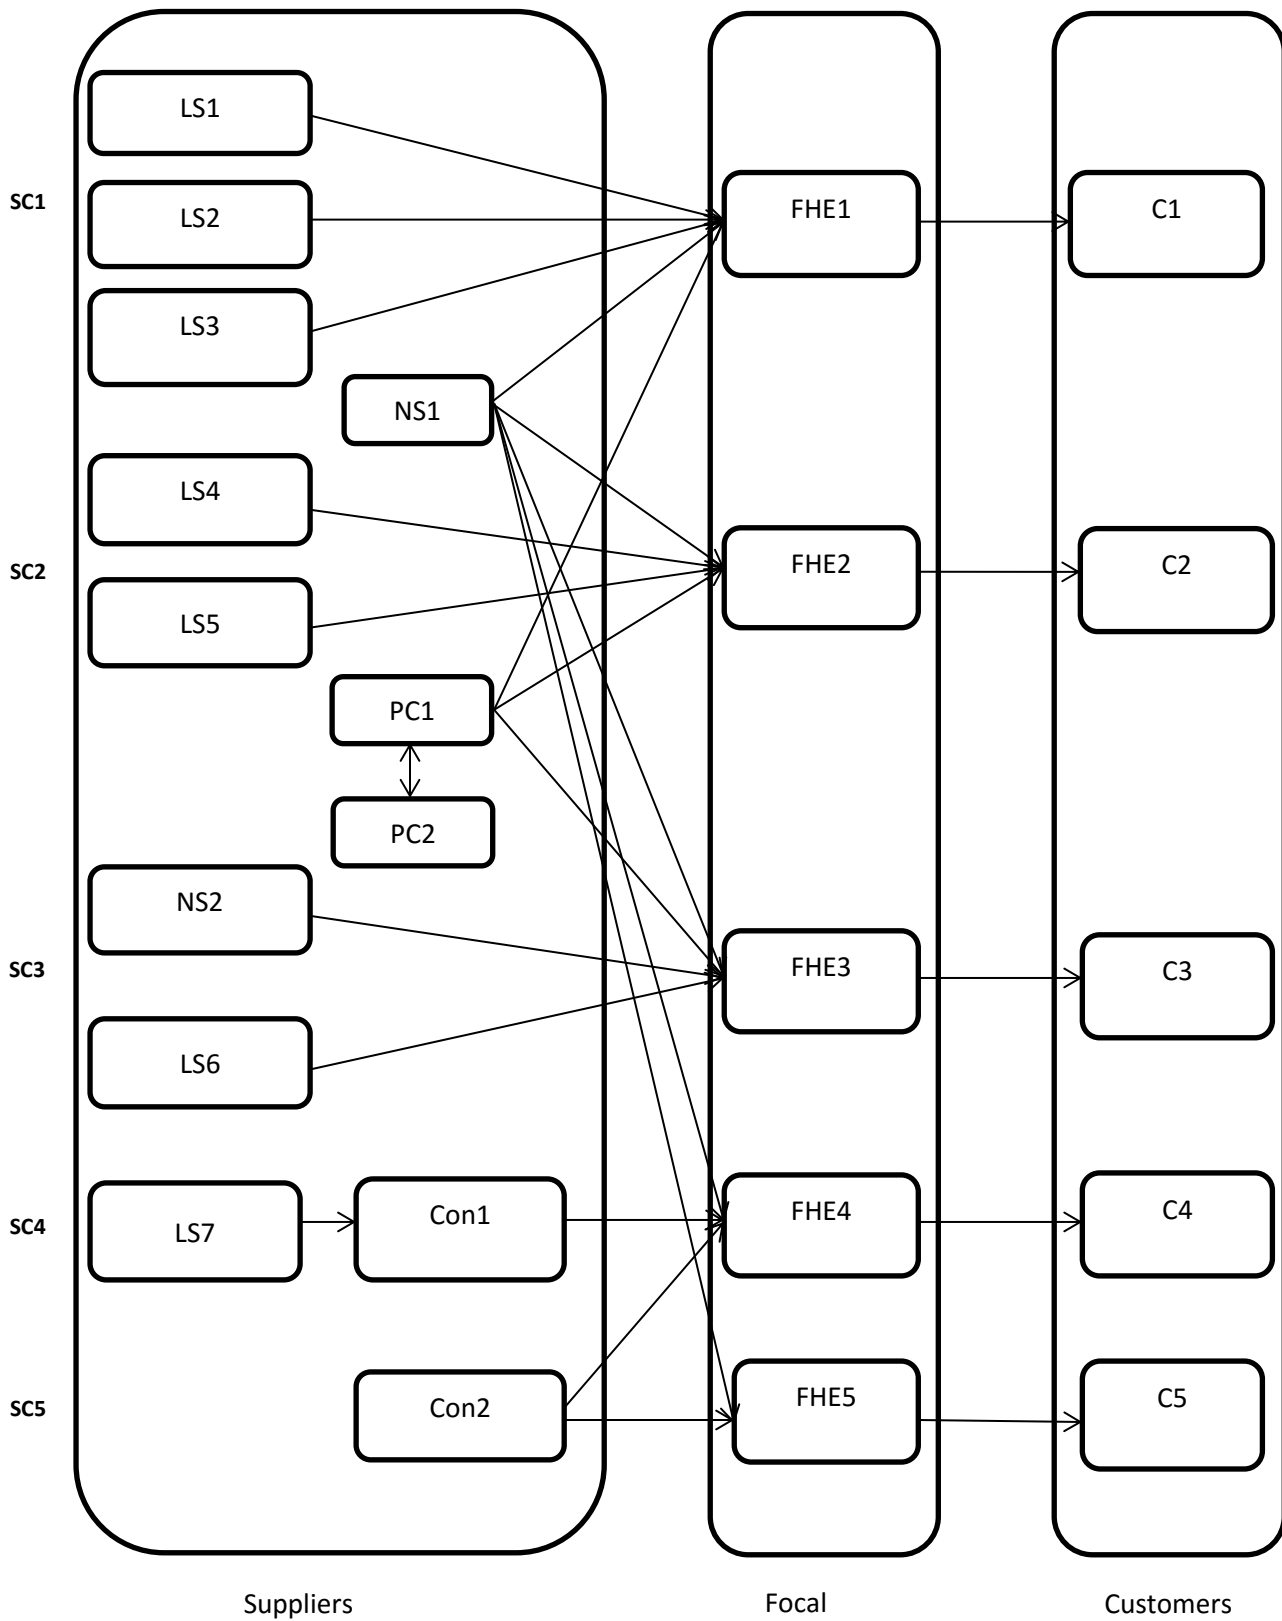 LS1
SC1
LS2
FHE1
C1
LS3
NS1
LS4
SC2
LS5
FHE2
C2
PC1
PC2
NS2
SC3
FHE3
C3
LS6
SC4
LS7
Con1
FHE4
C4
SC5
Con2
FHE5
C5
Suppliers
Focal
Customers